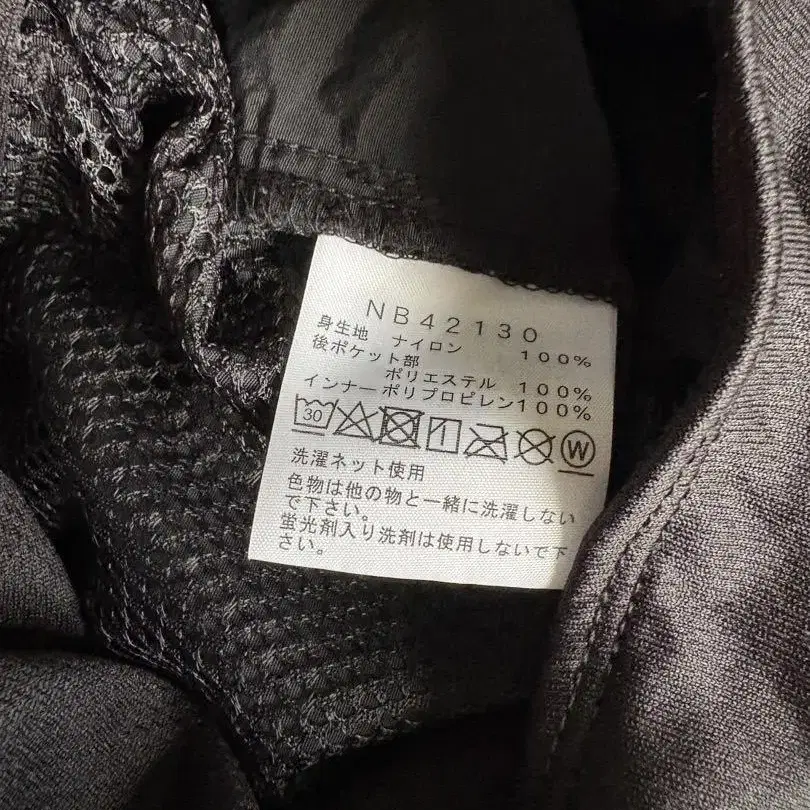 NB42130
身生地 ナイロン 100%
後ポケット部
ポリエステル 100%
インナーポリプロピレン100%
30 W
洗濯ネット使用
色物は他の物と一緒に洗濯しない
で下さい。
蛍光剤入り洗剤は使用しないで下
さい。